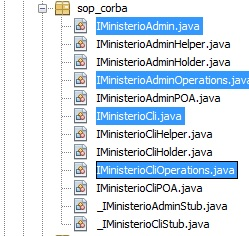 sop_corba
IMinisterioAdmin.java
IMinisterioAdminHelper.java
IMinisterioAdminHolder.java
IMinisterioAdminOperations.java
IMinisterioAdminPOA.java
IMinisterioCli.java
IMinisterioCliHelper.java
IMinisterioCliHolder.java
IMinisterioCliOperations.java
IMinisterioCliPOA.java
_IMinisterioAdminStub.java
_IMinisterioCliStub.java